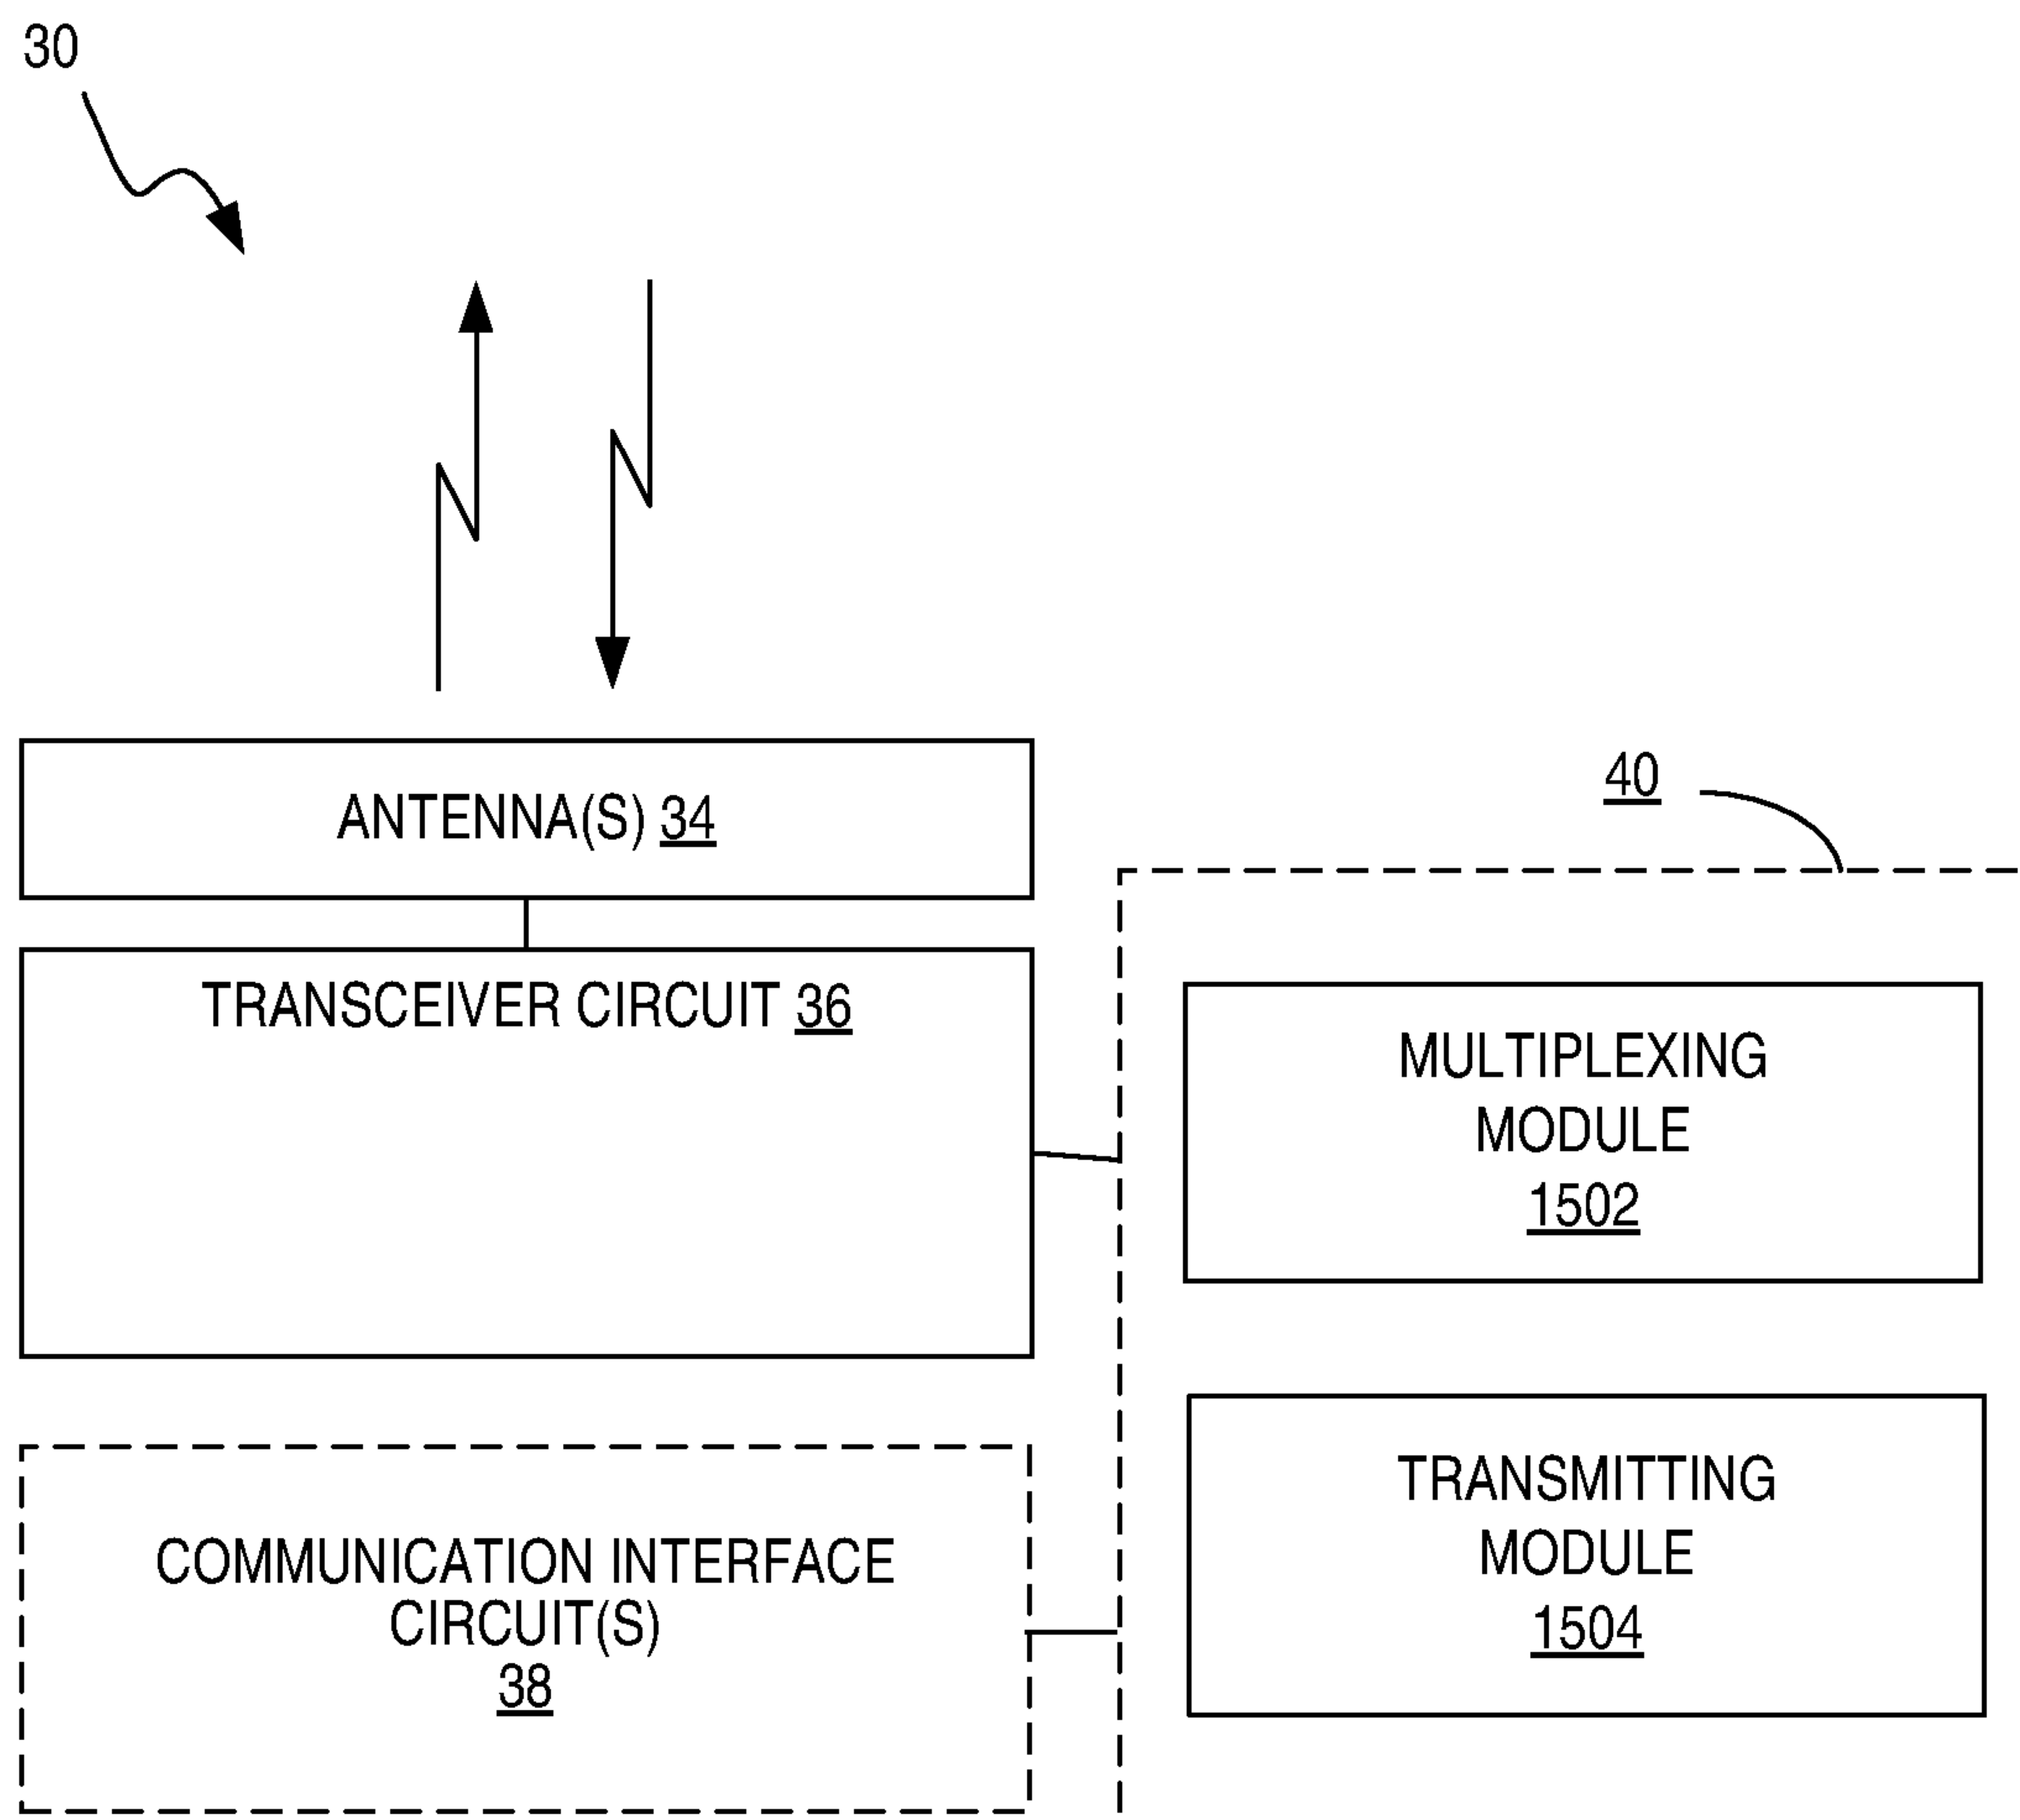 30
ANTENNA(S) 34
40
TRANSCEIVER CIRCUIT 36
MULTIPLEXING
MODULE
1502
TRANSMITTING
MODULE
1504
COMMUNICATION INTERFACE
CIRCUIT(S)
38